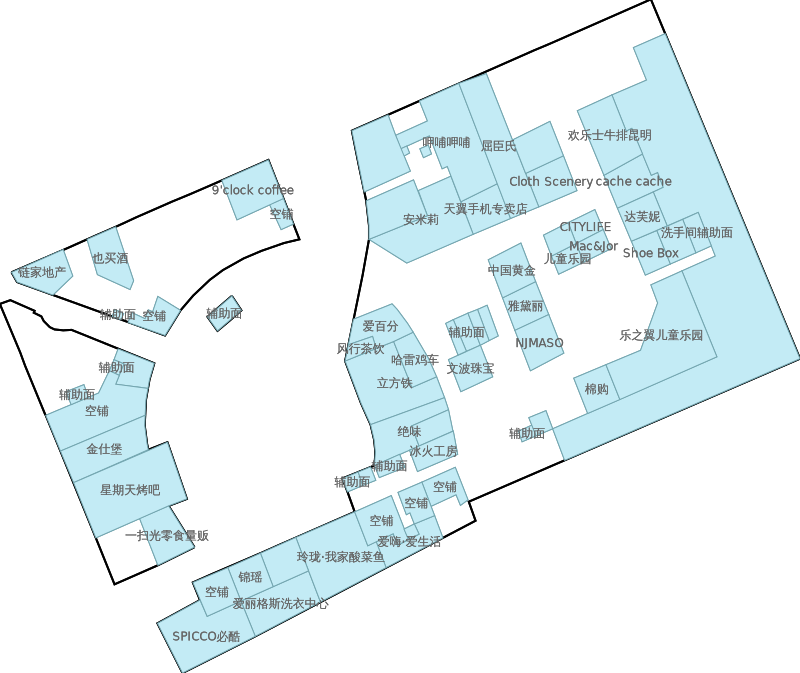 欢乐士牛排昆明
呷哺呷哺
屈臣氏
Cloth Scenery
cache cache
9'clock coffee
空铺
安米莉
天翼手机专卖店
达芙妮
CITYLIFE
洗手间辅助面
Mac&Jor
Shoe Box
儿童乐园
也买酒
链家地产
中国黄金
雅黛丽
辅助面
空铺
辅助面
爱百分
辅助面
乐之翼儿童乐园
NJMASO
风行茶饮
哈雷鸡车
文波珠宝
辅助面
立方铁
棉购
辅助面
空铺
绝味
辅助面
金仕堡
冰火工房
辅助面
辅助面
星期天烤吧
空铺
空铺
空铺
一扫光零食量贩
爱嗨·爱生活
玲珑·我家酸菜鱼
锦瑶
空铺
爱丽格斯洗衣中心
SPICCO必酷